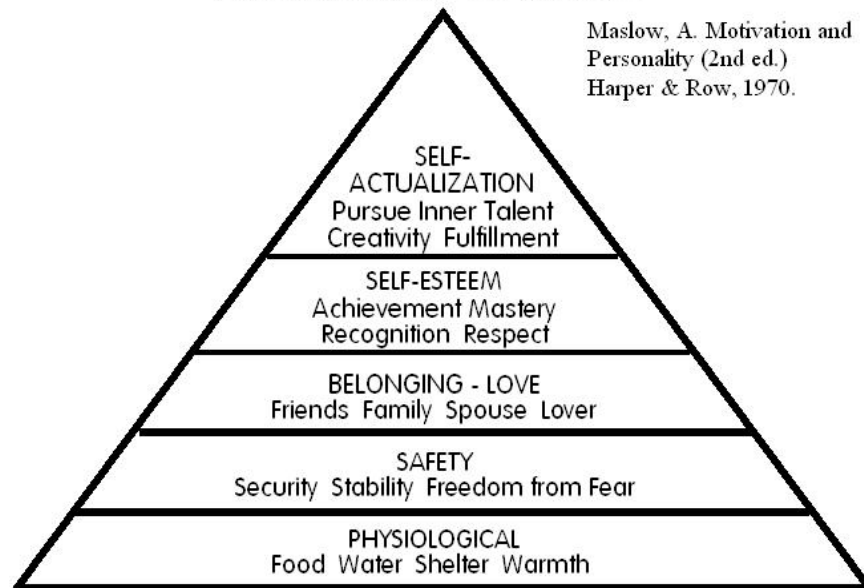 Maslow, A. Motivation and
Personality (2nd ed.)
Harper & Row, 1970.
SELF-
ACTUALIZATION
Pursue Inner Talent
Creativity Fulfillment
SELF-ESTEEM
Achievement Mastery
Recognition Respect
BELONGING - LOVE
Friends Family Spouse Lover
SAFETY
Security Stability Freedom from Fear
PHYSIOLOGICAL
Food Water Shelter Warmth